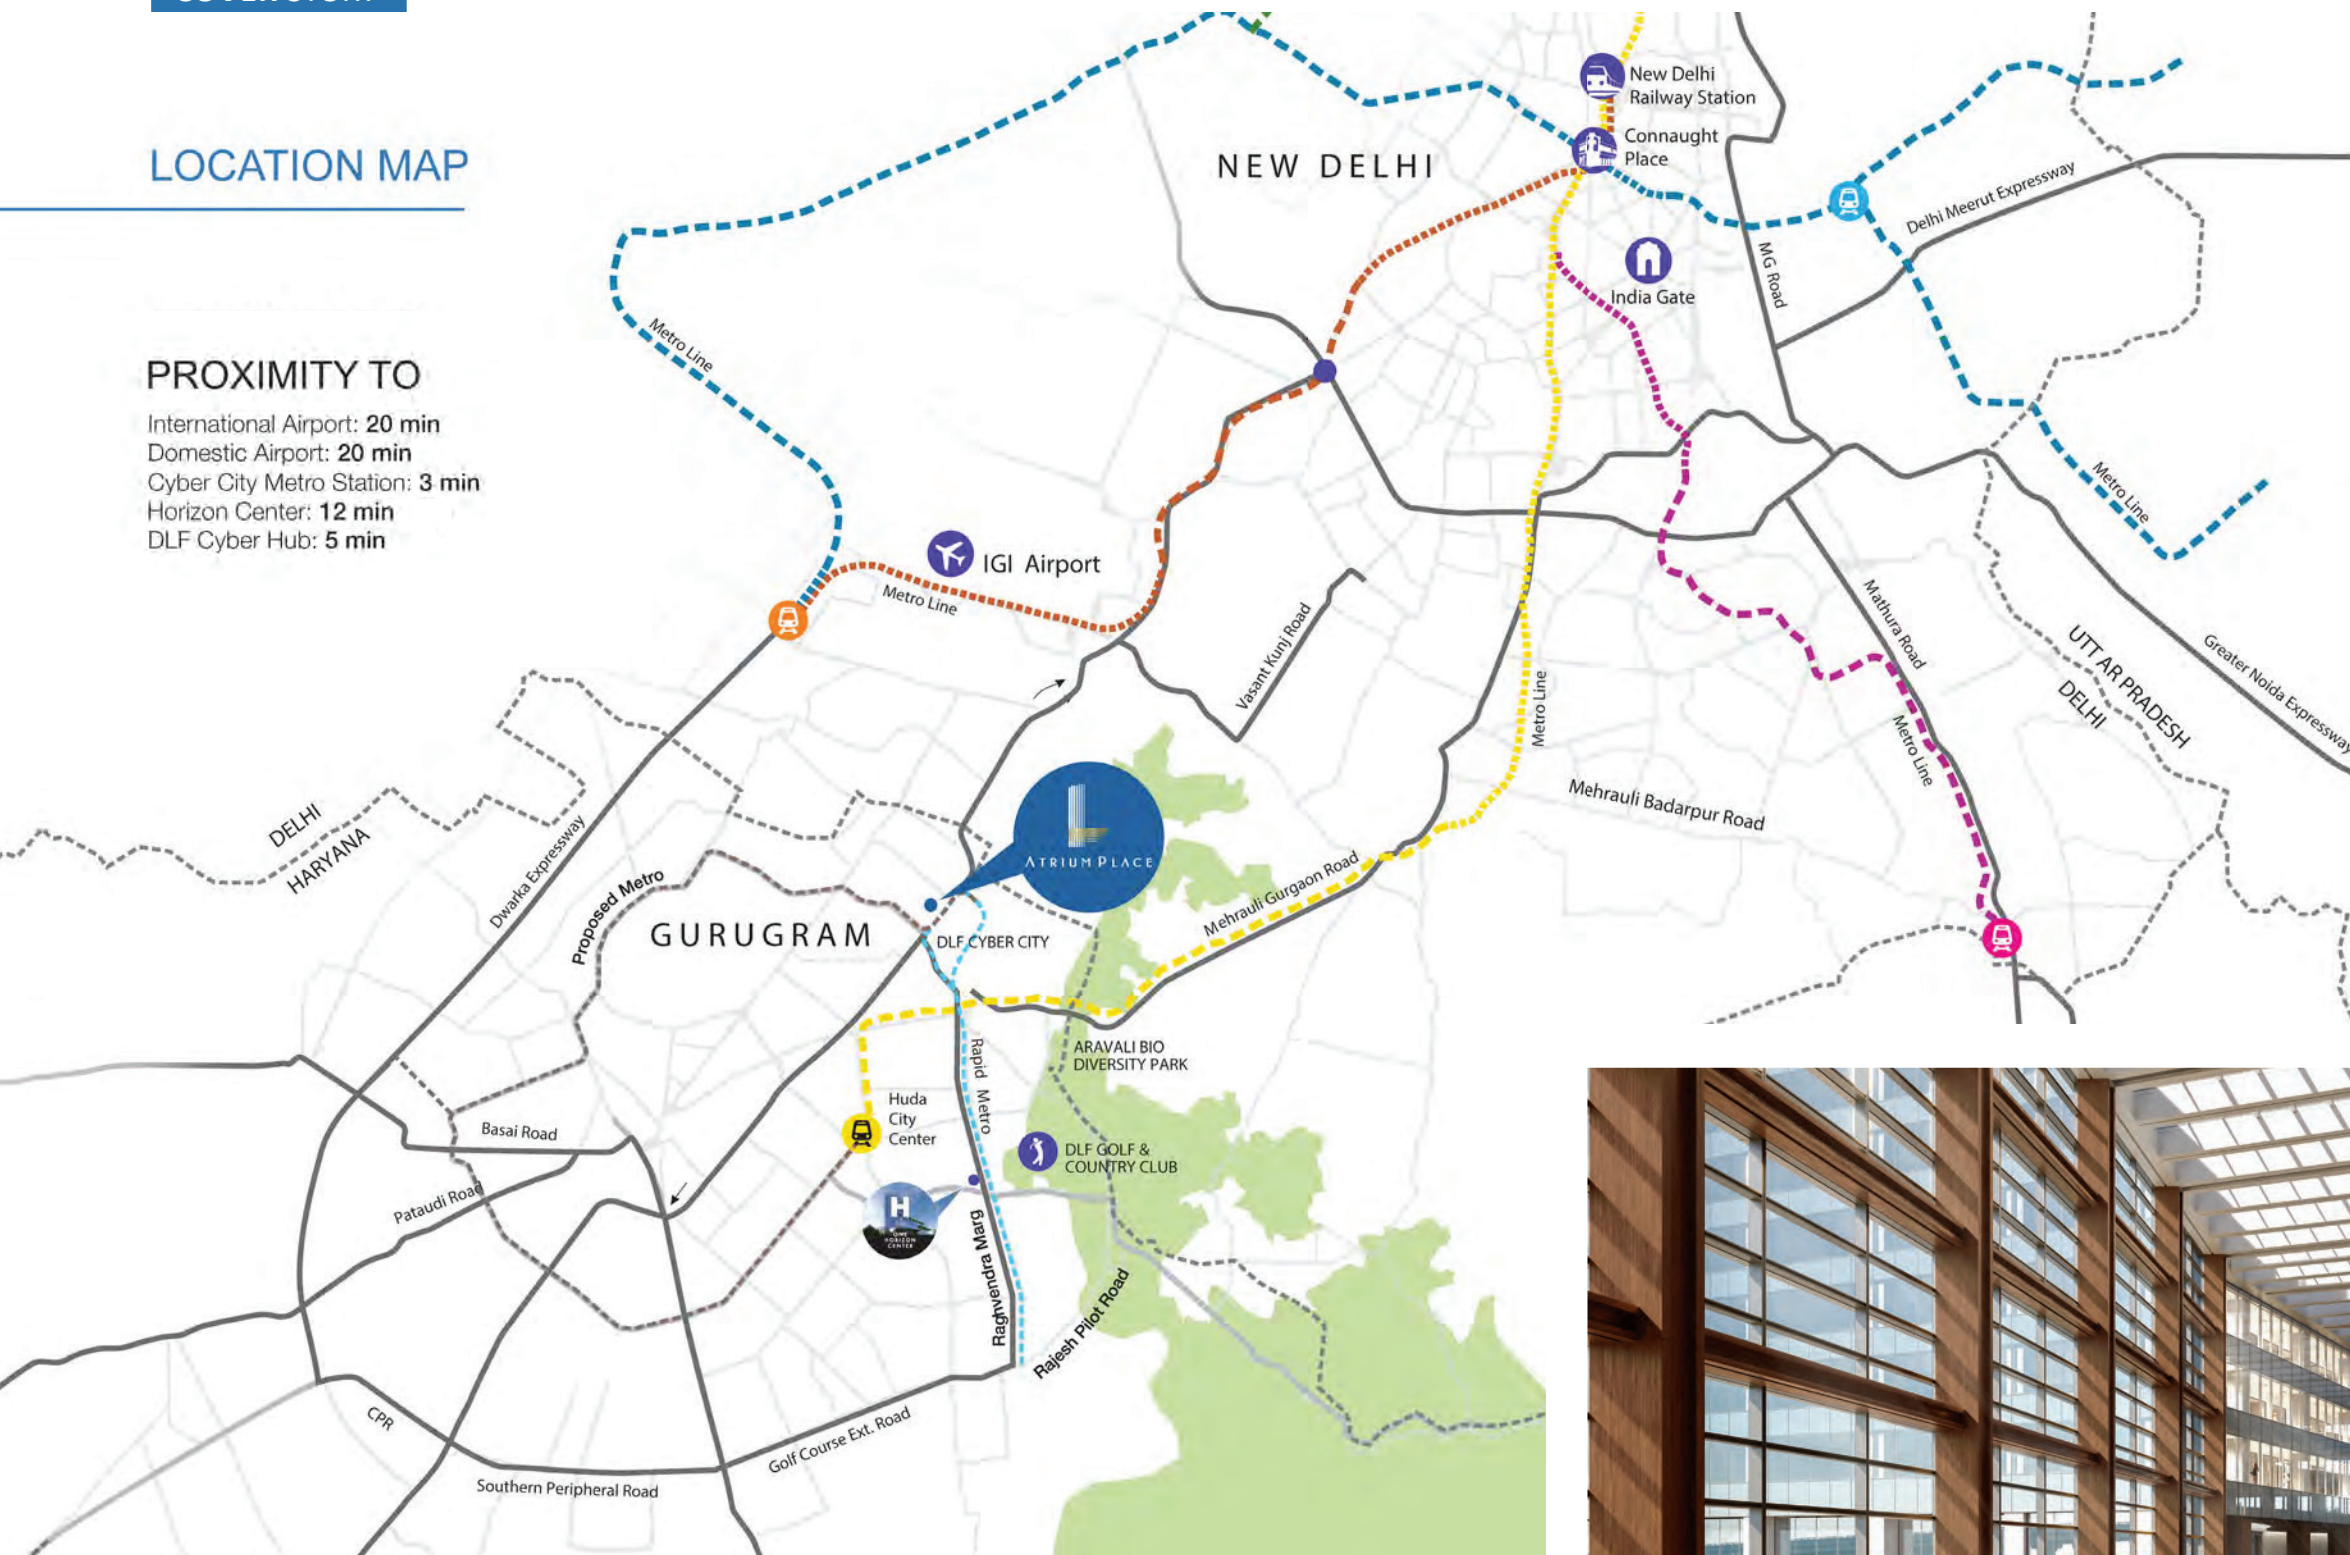 LOCATION MAP
PROXIMITY TO
International Airport: 20 min
Domestic Airport: 20 min
Cyber City Metro Station: 3 min
Horizon Center: 12 min
DLF Cyber Hub: 5 min
New Delhi
Railway Station
Connaught
Place
NEW DELHI
India Gate
MG Road
Delhi Meerut Expressway
Metro Line
Metro Line
IGI Airport
Metro Line
Vasant Kunj Road
Metro Line
Mathura Road
Metro Line
UTTAR PRADESH
DELHI
Greater Noida Expressway
Mehrauli Badarpur Road
DELHI
HARYANA
Dwarka Expressway
Proposed Metro
GURUGRAM
ATRIUM PLACE
DLF CYBER CITY
Mehrauli Gurgaon Road
ARAVALI BIO
DIVERSITY PARK
Rapid Metro
Huda
City
Center
DLF GOLF &
COUNTRY CLUB
Basai Road
Pataudi Road
H
ONE
HORIZON
CENTER
Raghvendra Marg
Rajesh Pilot Road
CPR
Golf Course Ext. Road
Southern Peripheral Road